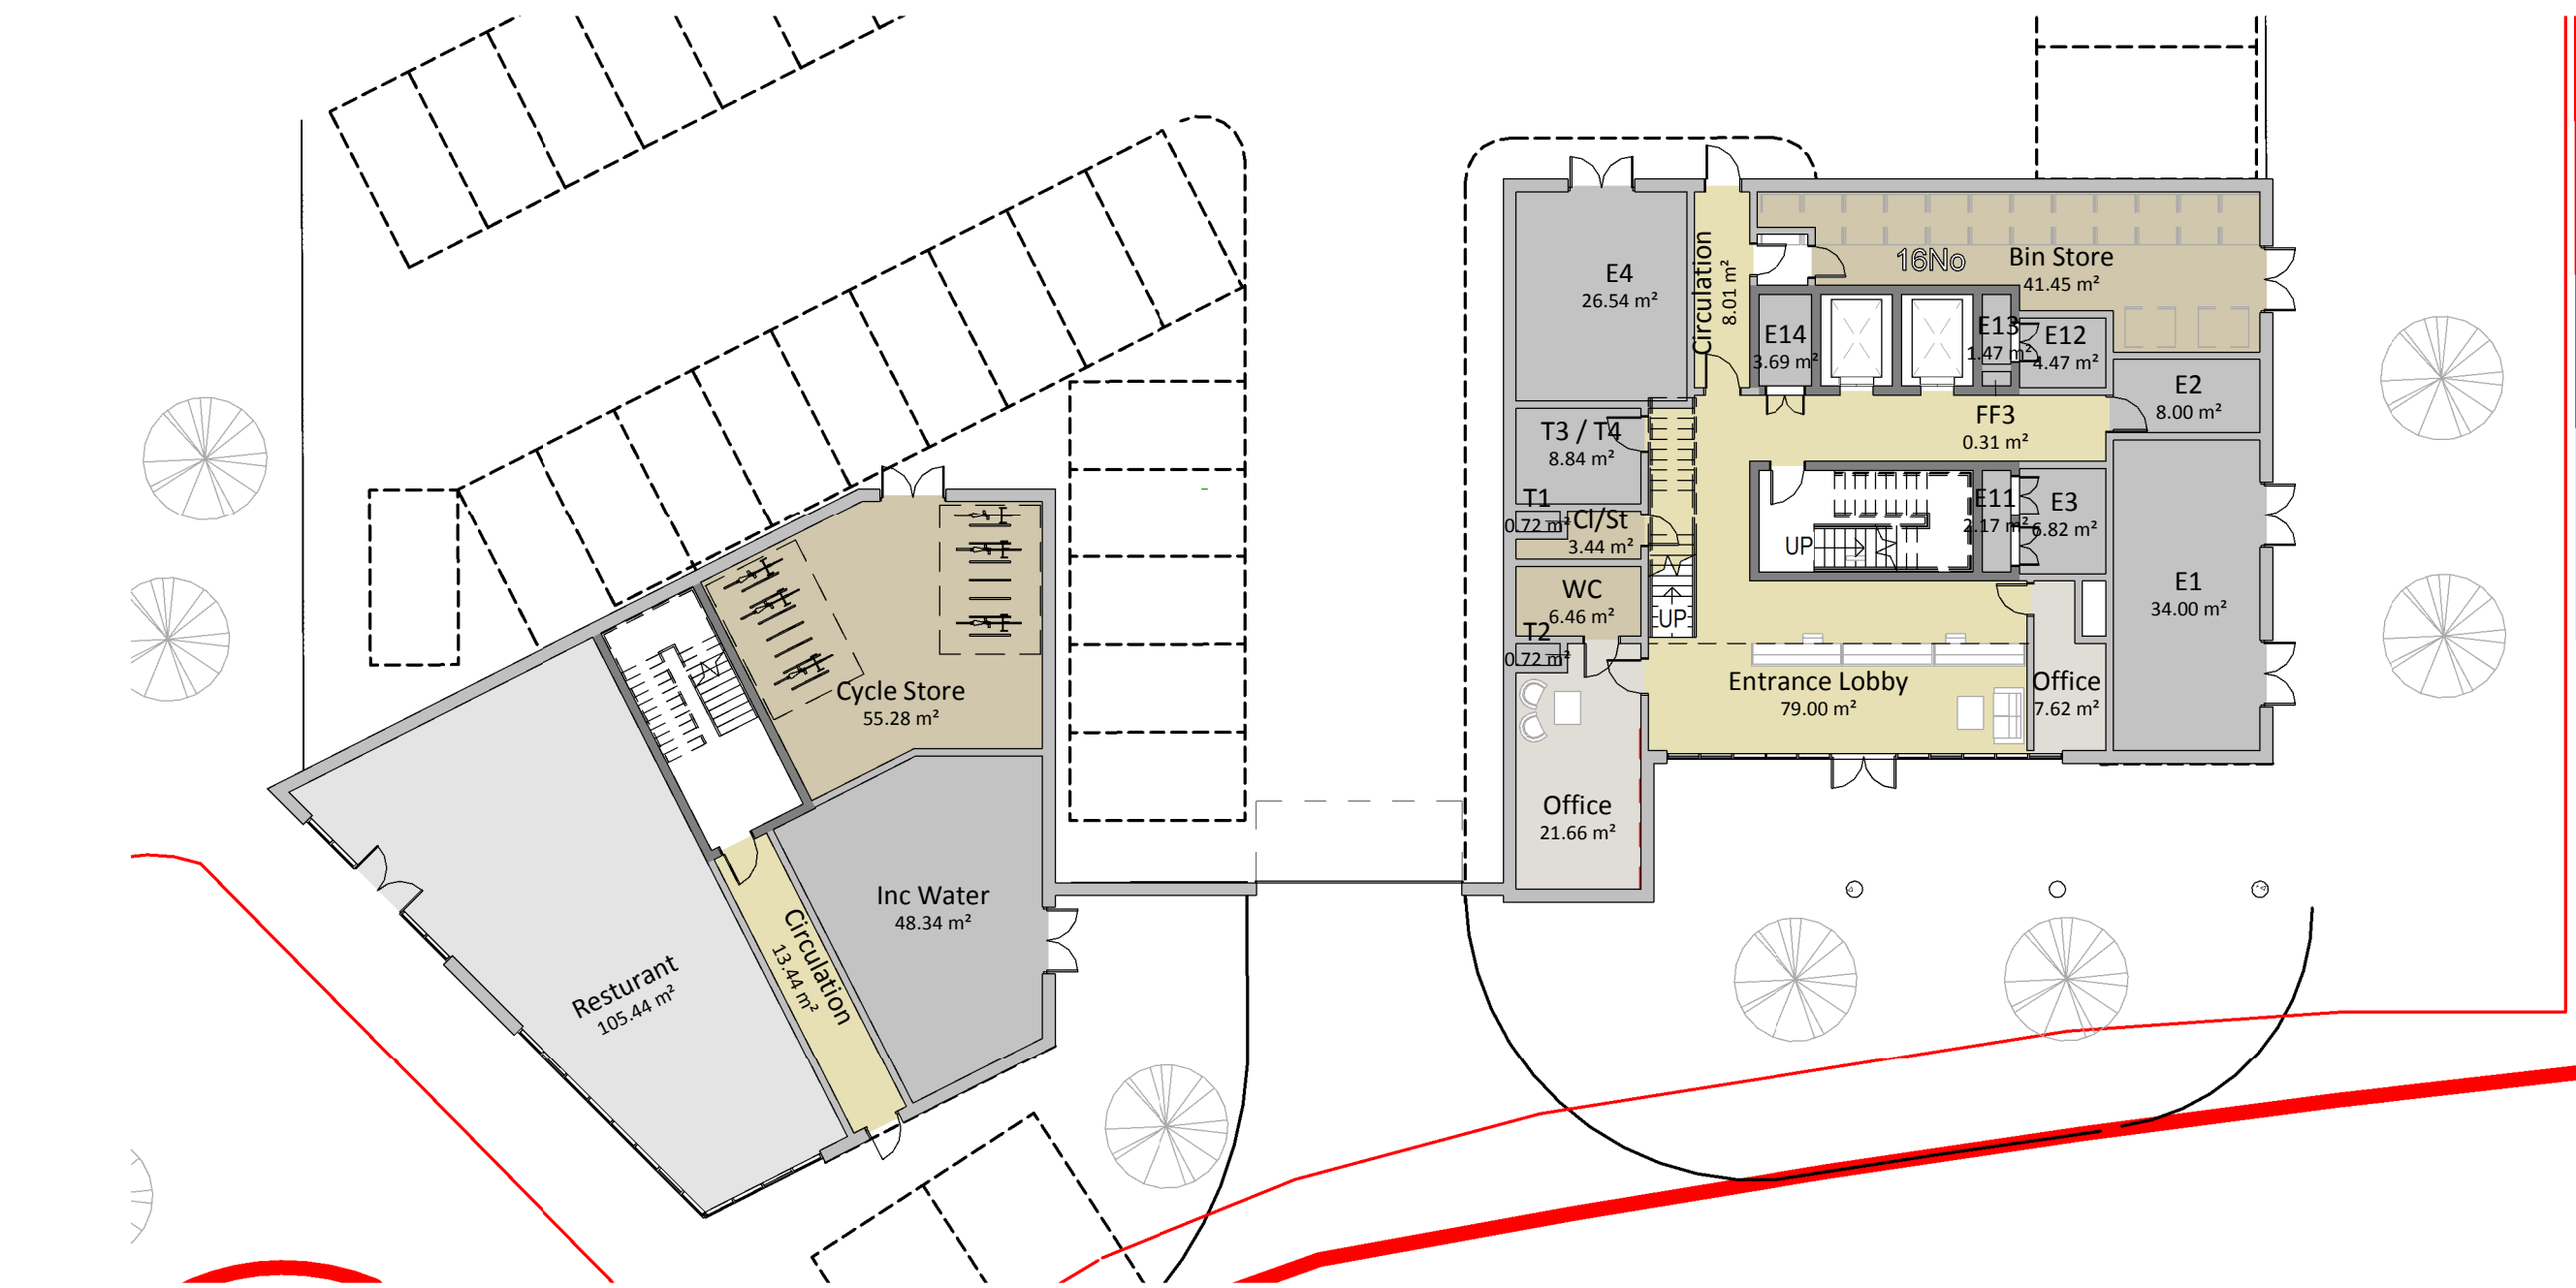 16No
Bin Store
41.45 m²
E4
26.54 m²
Circulation
8.01 m²
E14
3.69 m²
E13
1.47 m²
E12
4.47 m²
E2
8.00 m²
FF3
0.31 m²
T3 / T4
8.84 m²
T1
0.72 m²
Cl/St
3.44 m²
UP
E11
2.17 m²
E3
6.82 m²
E1
34.00 m²
WC
6.46 m²
UP
T2
0.72 m²
Entrance Lobby
79.00 m²
Office
7.62 m²
Office
21.66 m²
Cycle Store
55.28 m²
Inc Water
48.34 m²
Circulation
13.44 m²
Resturant
105.44 m²